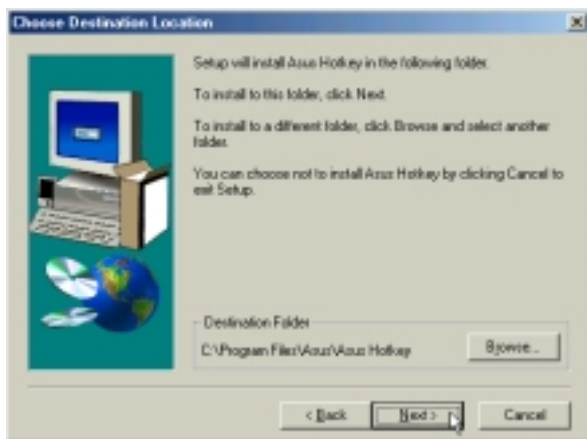 Choose Destination Location
Setup will install Asus Hotkey in the following folder.
To install to this folder, click Next.
To install to a different folder, click Browse and select another
folder.
You can choose not to install Asus Hotkey by clicking Cancel to
exit Setup.
Destination Folder
C:\Program Files\Asus\Asus Hotkey
Browse...
< Back
Next >
Cancel